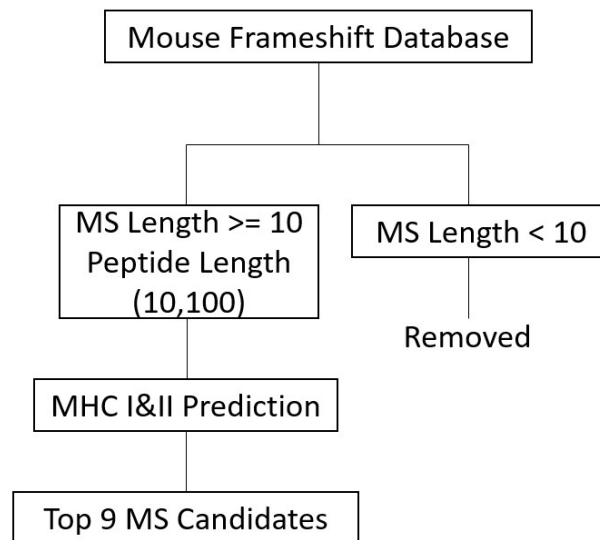 Mouse Frameshift Database
MS Length >= 10
Peptide Length
(10,100)
MS Length < 10
Removed
MHC I&II Prediction
Top 9 MS Candidates